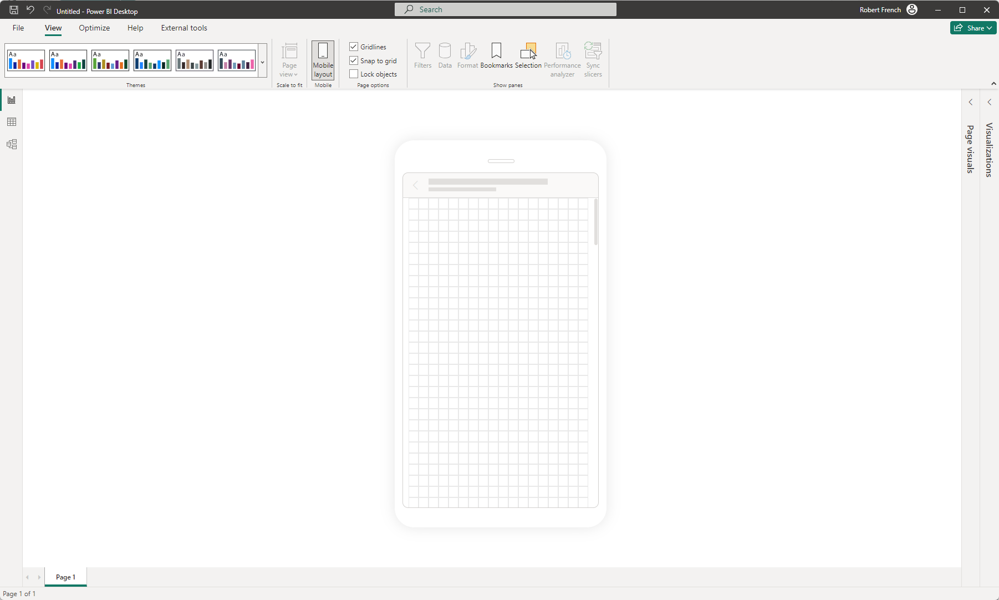 Untitled - Power BI Desktop
Search
Robert French
File
View
Optimize
Help
External tools
Share
Aa
Aa
Aa
Aa
Aa
Aa
Themes
Page view
Scale to fit
Mobile layout
Mobile
Gridlines
Snap to grid
Lock objects
Page options
Filters
Data
Format
Bookmarks
Selection
Performance analyzer
Sync slicers
Show panes
Page visuals
Visualizations
Page 1
Page 1 of 1